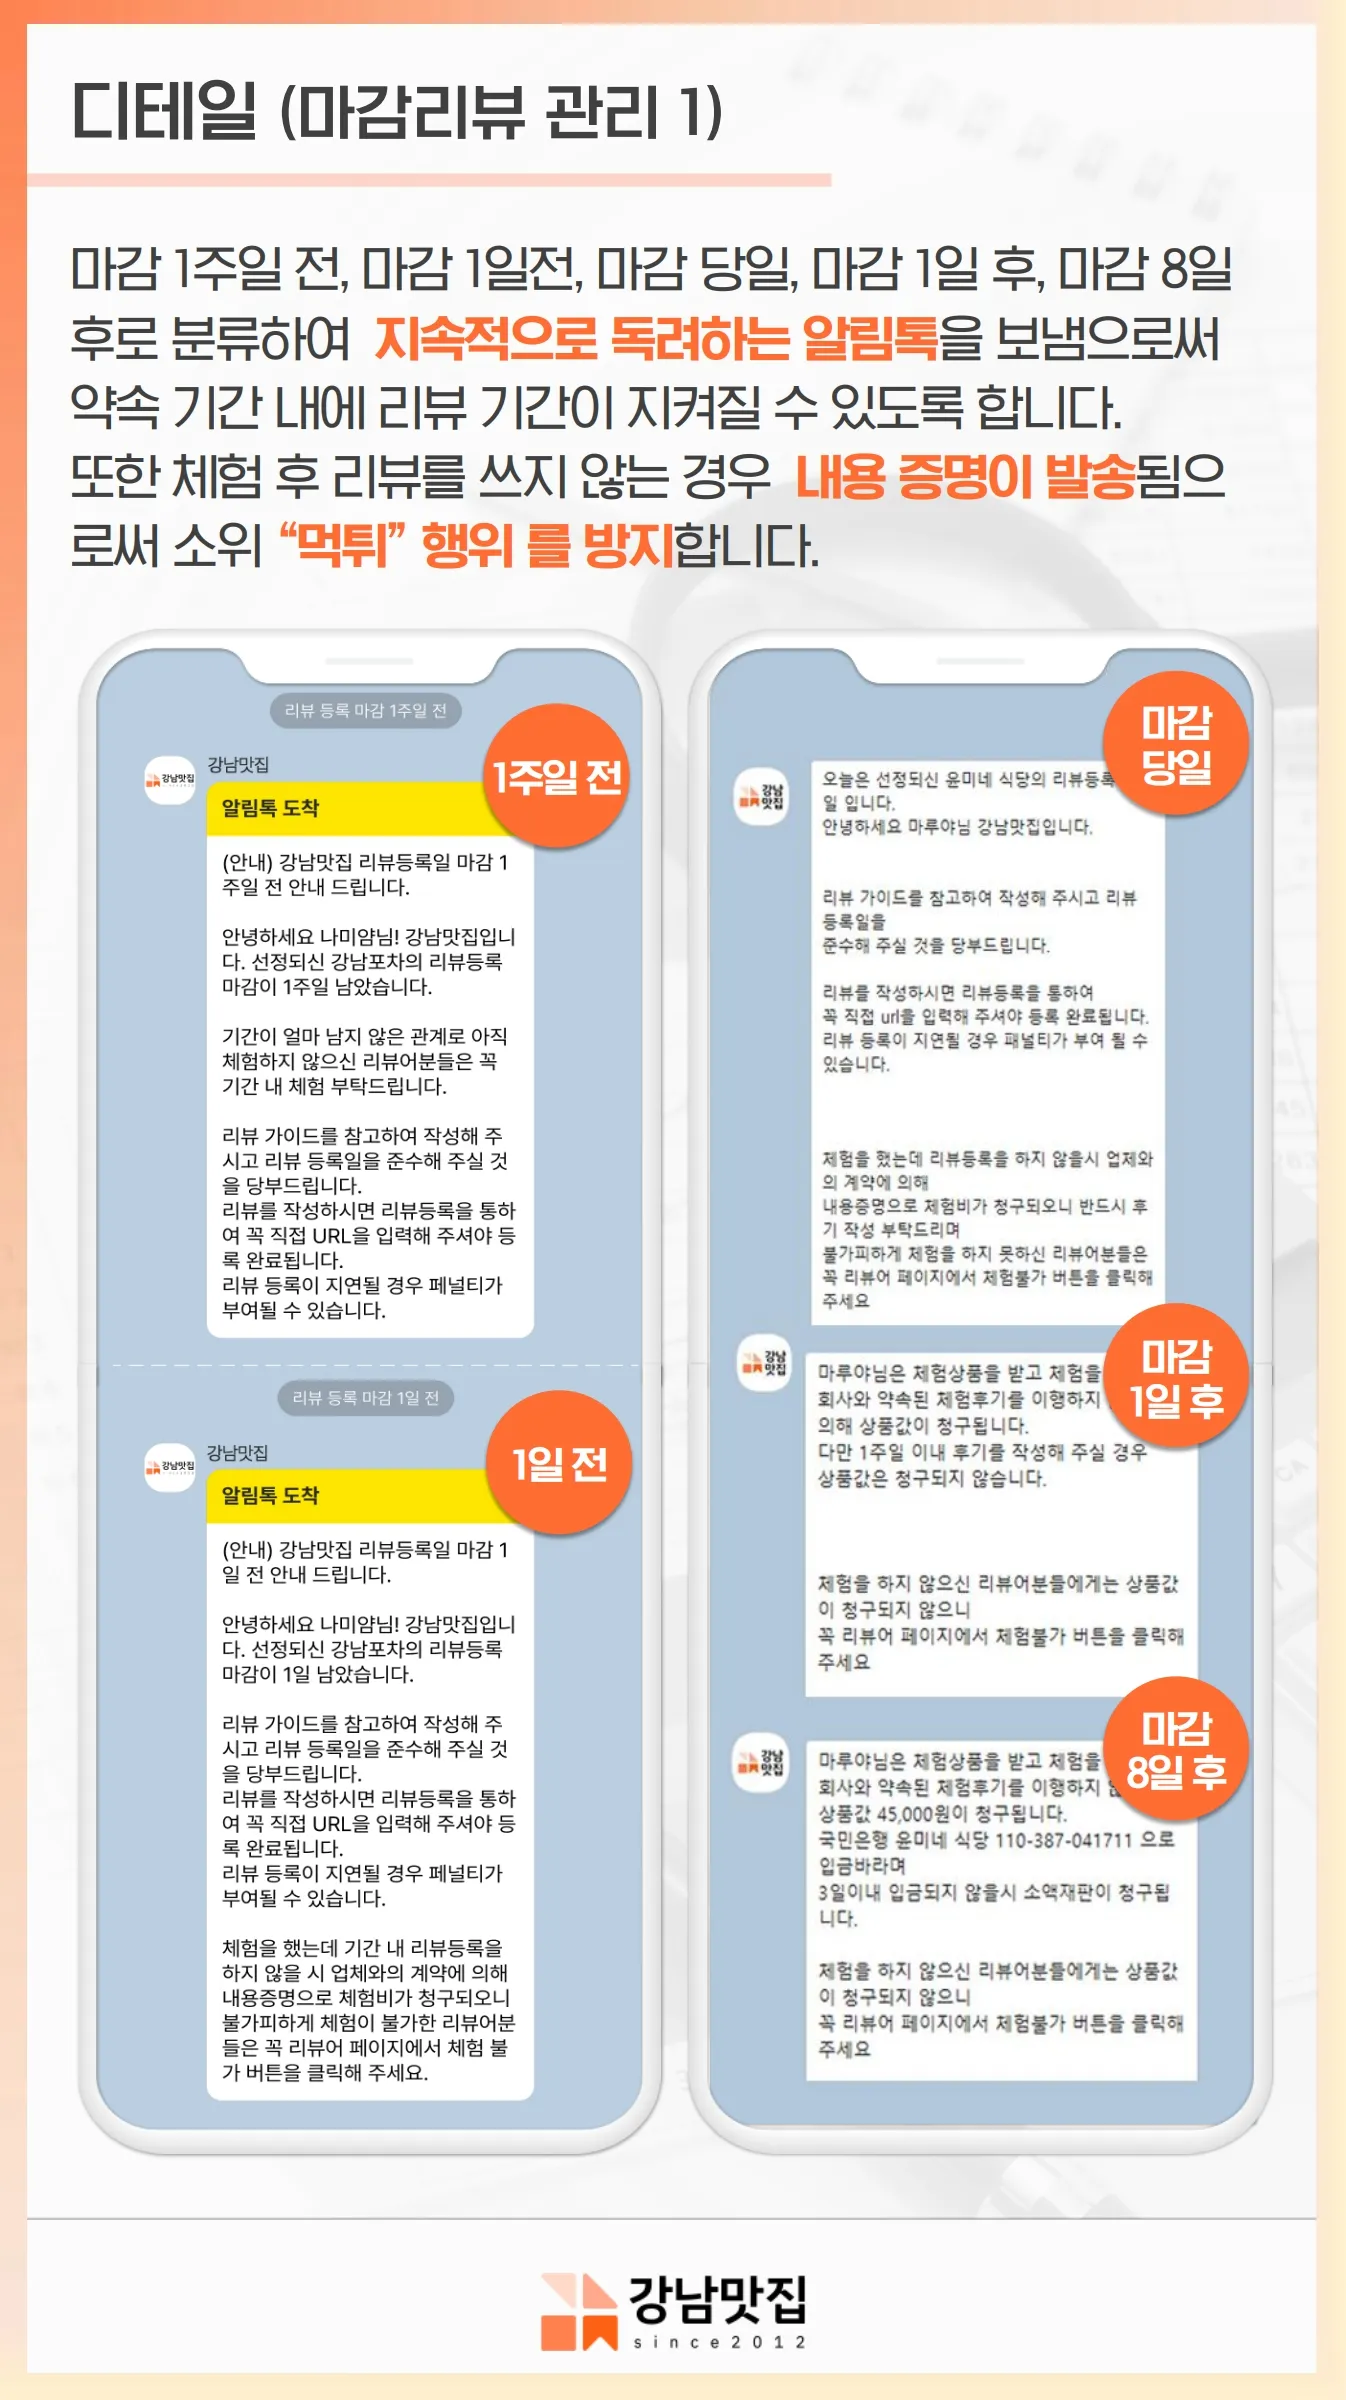 디테일 (마감리뷰 관리 1)
마감 1주일 전, 마감 1일전, 마감 당일, 마감 1일 후, 마감 8일
후로 분류하여 지속적으로 독려하는 알림톡을 보냄으로써
약속 기간 내에 리뷰 기간이 지켜질 수 있도록 합니다.
또한 체험 후 리뷰를 쓰지 않는 경우 내용 증명이 발송됨으
로써 소위 “먹튀” 행위 를 방지합니다.
리뷰 등록 마감 1주일 전
1주일 전
강남맛집
강남맛집
알림톡 도착
(안내) 강남맛집 리뷰등록일 마감 1
주일 전 안내 드립니다.
안녕하세요 나미얌님! 강남맛집입니
다. 선정되신 강남포차의 리뷰등록
마감이 1주일 남았습니다.
기간이 얼마 남지 않은 관계로 아직
체험하지 않으신 리뷰어분들은 꼭
기간 내 체험 부탁드립니다.
리뷰 가이드를 참고하여 작성해 주
시고 리뷰 등록일을 준수해 주실 것
을 당부드립니다.
리뷰를 작성하시면 리뷰등록을 통하
여 꼭 직접 URL을 입력해 주셔야 등
록 완료됩니다.
리뷰 등록이 지연될 경우 페널티가
부여될 수 있습니다.
리뷰 등록 마감 1일 전
1일 전
강남맛집
강남맛집
알림톡 도착
(안내) 강남맛집 리뷰등록일 마감 1
일 전 안내 드립니다.
안녕하세요 나미얌님! 강남맛집입니
다. 선정되신 강남포차의 리뷰등록
마감이 1일 남았습니다.
리뷰 가이드를 참고하여 작성해 주
시고 리뷰 등록일을 준수해 주실 것
을 당부드립니다.
리뷰를 작성하시면 리뷰등록을 통하
여 꼭 직접 URL을 입력해 주셔야 등
록 완료됩니다.
리뷰 등록이 지연될 경우 페널티가
부여될 수 있습니다.
체험을 했는데 기간 내 리뷰등록을
하지 않을 시 업체와의 계약에 의해
내용증명으로 체험비가 청구되오니
불가피하게 체험이 불가한 리뷰어분
들은 꼭 리뷰어 페이지에서 체험 불
가 버튼을 클릭해 주세요.
마감
당일
강남
맛집
오늘은 선정되신 윤미네 식당의 리뷰등록
일 입니다.
안녕하세요 마루야님 강남맛집입니다.
리뷰 가이드를 참고하여 작성해 주시고 리뷰
등록일을
준수해 주실 것을 당부드립니다.
리뷰를 작성하시면 리뷰등록을 통하여
꼭 직접 url을 입력해 주셔야 등록 완료됩니다.
리뷰 등록이 지연될 경우 패널티가 부여 될 수
있습니다.
체험을 했는데 리뷰등록을 하지 않을시 업체와
의 계약에 의해
내용증명으로 체험비가 청구되오니 반드시 후
기 작성 부탁드리며
불가피하게 체험을 하지 못하신 리뷰어분들은
꼭 리뷰어 페이지에서 체험불가 버튼을 클릭해
주세요
마감
1일 후
강남
맛집
마루야님은 체험상품을 받고 체험을
회사와 약속된 체험후기를 이행하지
의해 상품값이 청구됩니다.
다만 1주일 이내 후기를 작성해 주실 경우
상품값은 청구되지 않습니다.
체험을 하지 않으신 리뷰어분들에게는 상품값
이 청구되지 않으니
꼭 리뷰어 페이지에서 체험불가 버튼을 클릭해
주세요
마감
8일 후
강남
맛집
마루야님은 체험상품을 받고 체험을
회사와 약속된 체험후기를 이행하지
상품값 45,000원이 청구됩니다.
국민은행 윤미네 식당 110-387-041711 으로
입금바라며
3일이내 입금되지 않을시 소액재판이 청구됩
니다.
체험을 하지 않으신 리뷰어분들에게는 상품값
이 청구되지 않으니
꼭 리뷰어 페이지에서 체험불가 버튼을 클릭해
주세요
강남맛집
since2012